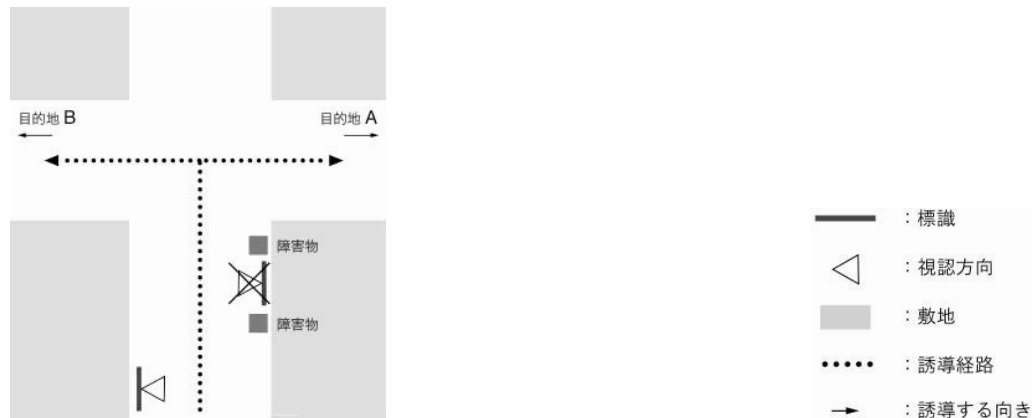 目的地 B
目的地 A
障害物
障害物
：標識
：視認方向
：敷地
：誘導経路
：誘導する向き